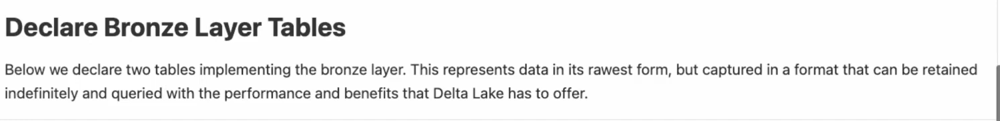 Declare Bronze Layer Tables
Below we declare two tables implementing the bronze layer. This represents data in its rawest form, but captured in a format that can be retained
indefinitely and queried with the performance and benefits that Delta Lake has to offer.